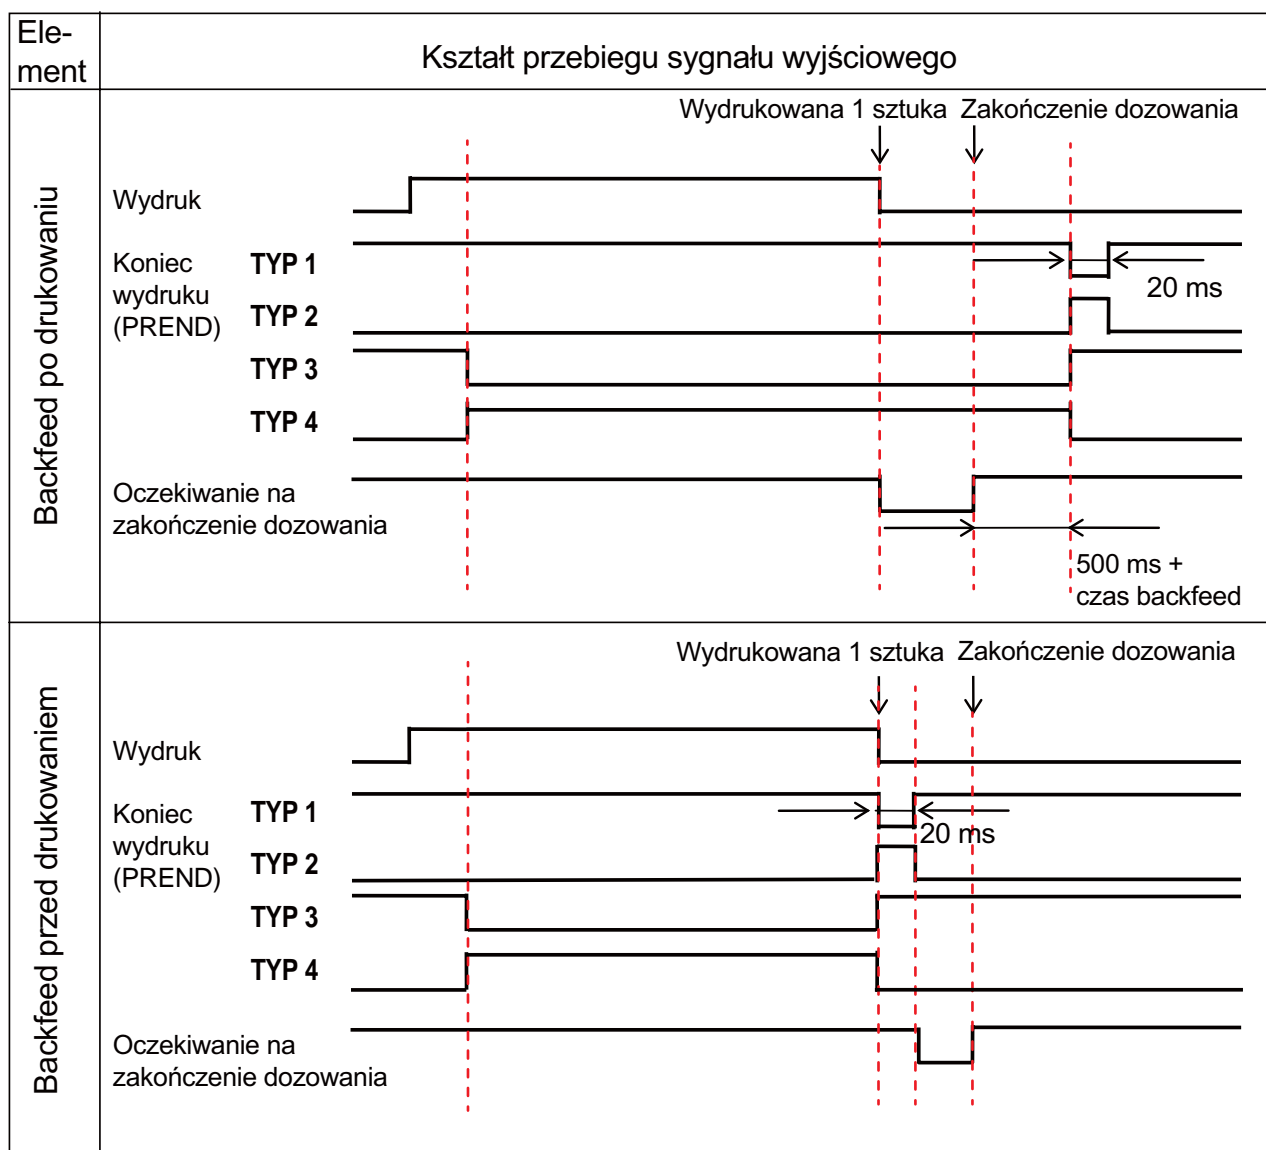 Ele-
ment
Kształt przebiegu sygnału wyjściowego
Backfeed po drukowaniu
Wydrukowana 1 sztuka Zakończenie dozowania
Wydruk
Koniec
wydruku
(PREND)
TYP 1
TYP 2
TYP 3
TYP 4
20 ms
Oczekiwanie na
zakończenie dozowania
500 ms +
czas backfeed
Backfeed przed drukowaniem
Wydrukowana 1 sztuka Zakończenie dozowania
Wydruk
Koniec
wydruku
(PREND)
TYP 1
TYP 2
TYP 3
TYP 4
20 ms
Oczekiwanie na
zakończenie dozowania